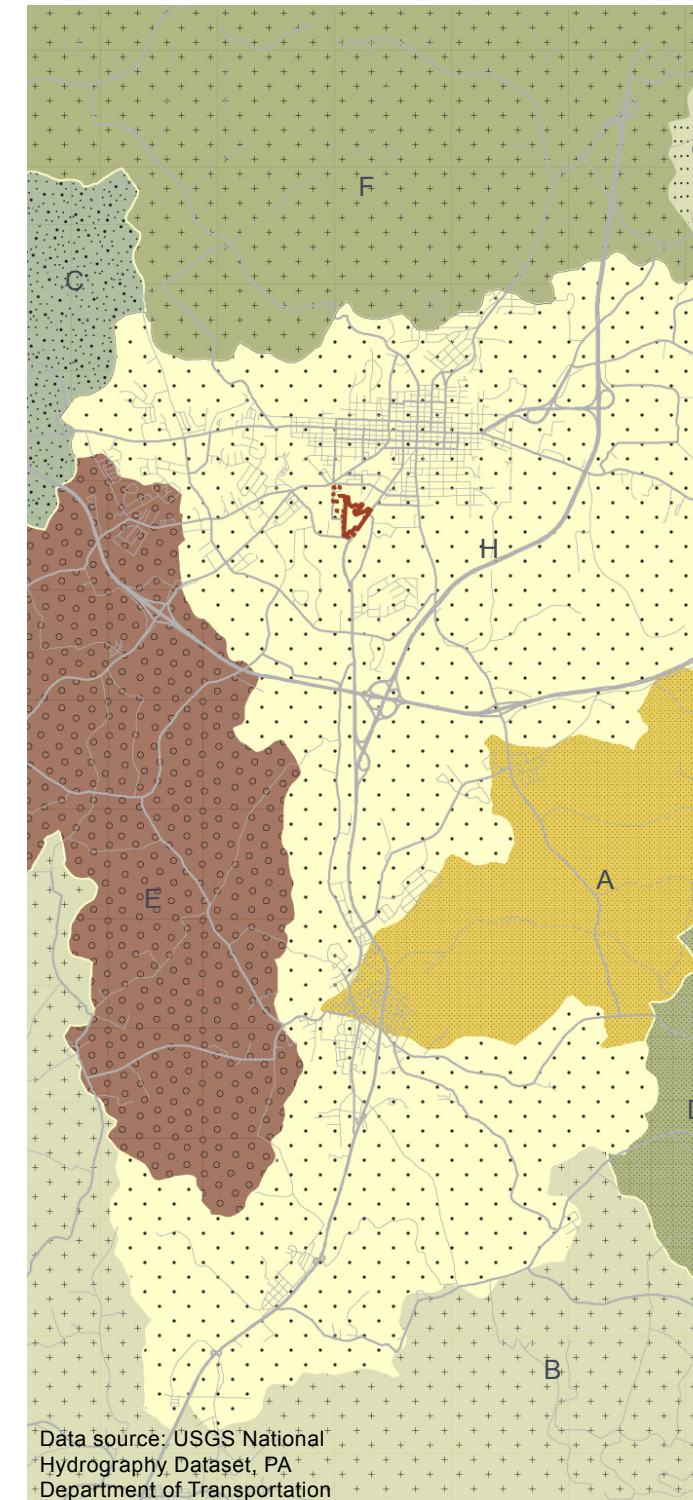 F
C
H
A
E
B
Data source: USGS National
Hydrography Dataset, PA
Department of Transportation